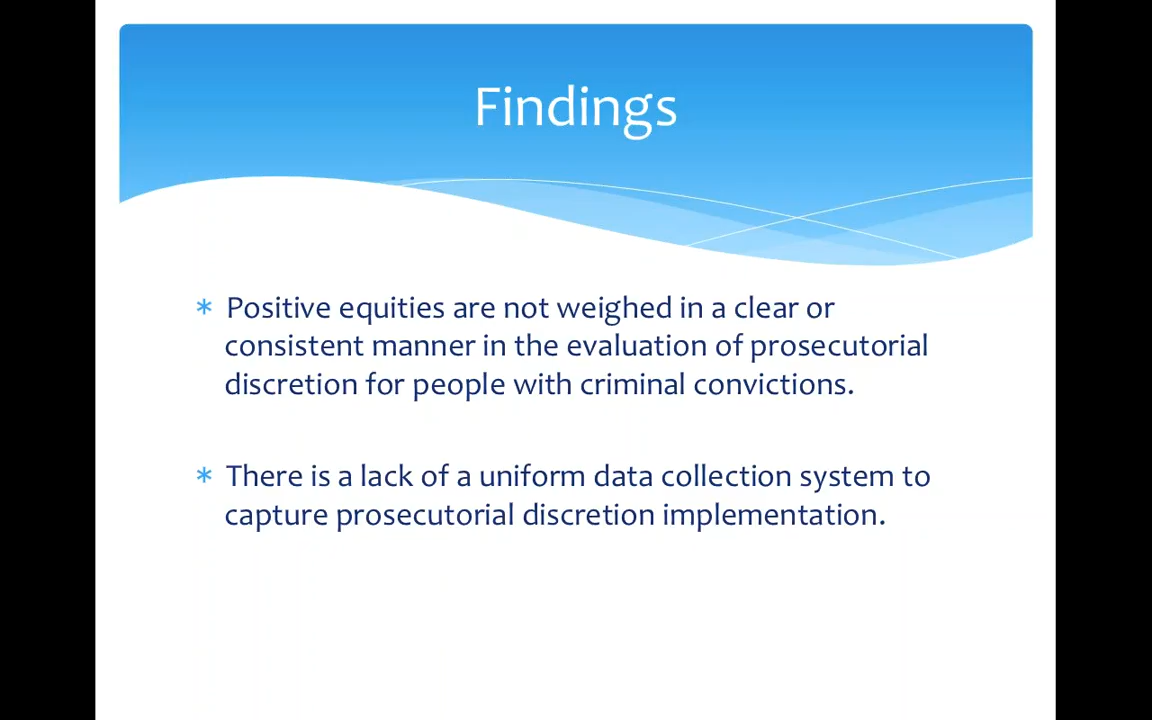 Findings
* Positive equities are not weighed in a clear or
consistent manner in the evaluation of prosecutorial
discretion for people with criminal convictions.
* There is a lack of a uniform data collection system to
capture prosecutorial discretion implementation.